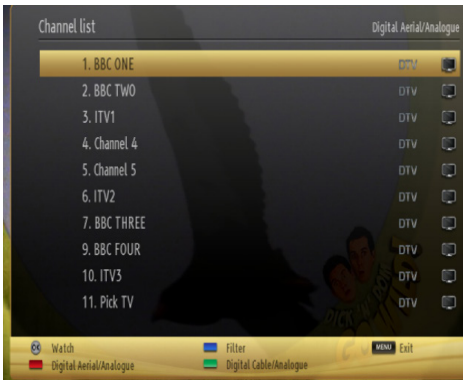 Channel list Digital Aerial/Analogue
1. BBC ONE DTV
2. BBC TWO DTV
3. ITV1 DTV
4. Channel 4 DTV
5. Channel 5 DTV
6. ITV2 DTV
7. BBC THREE DTV
9. BBC FOUR DTV
10. ITV3 DTV
11. Pick TV DTV
OK Watch Filter MENU Exit
Digital Aerial/Analogue Digital Cable/Analogue